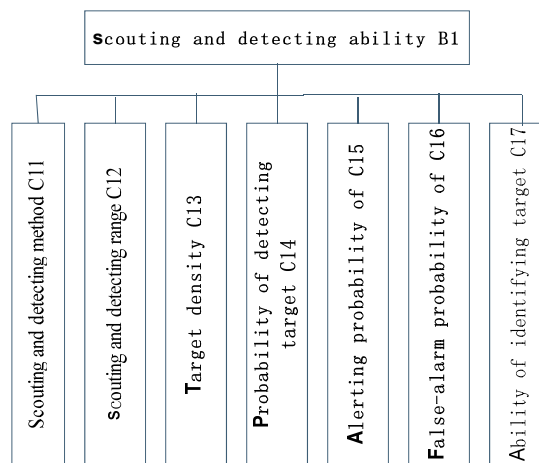 scouting and detecting ability B1
Scouting and detecting method C11
scouting and detecting range C12
Target density C13
Probability of detecting
target C14
Alerting probability of C15
False-alarm probability of C16
Ability of identifying target C17